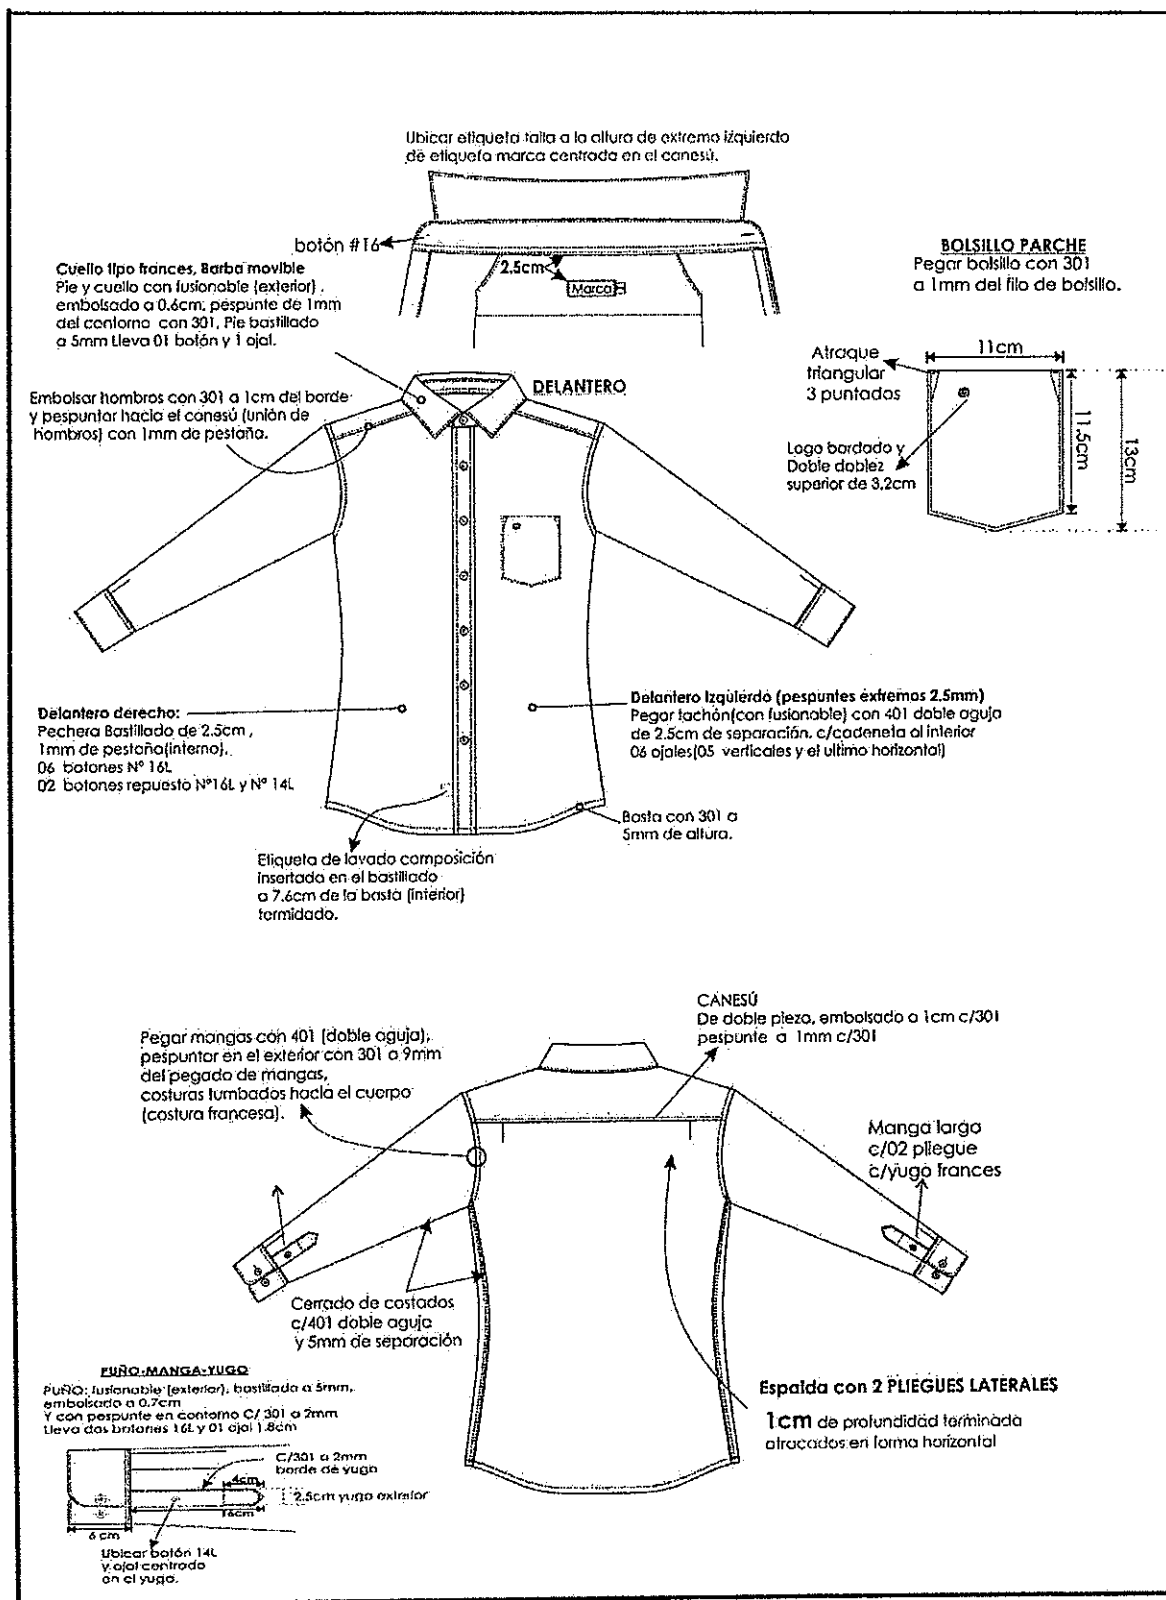 Ubicar etiqueta talla a la altura de extremo izquierdo
de etiqueta marca centrada en el canesú.
botón #16
2.5cm
Marca
Cuello tipo frances, Barba movible
Pie y cuello con fusionable (exterior),
embolsado a 0.6cm, pespunte de 1mm
del contorno con 301, Pie bastillado
a 5mm Lleva 01 botón y 1 ojal.
BOLSILLO PARCHE
Pegar bolsillo con 301
a 1mm del filo de bolsillo.
Atraque
triangular
3 puntadas
11cm
11.5cm
13cm
Logo bordado y
Doble doblez
superior de 3.2cm
DELANTERO
Embolsar hombros con 301 a 1cm del borde
y pespuntar hacia el canesú (unión de
hombros) con 1mm de pestaña.
Delantero derecho:
Pechera Bastillado de 2.5cm,
1mm de pestaña(interno).
06 botones N° 16L
02 botones repuesto N°16L y N° 14L
Delantero Izquierdo (pespuntes extremos 2.5mm)
Pegar tachón(con fusionable) con 401 doble aguja
de 2.5cm de separación. c/cadeneta al interior
06 ojales(05 verticales y el ultimo horizontal)
Basta con 301 a
5mm de altura.
Etiqueta de lavado composición
insertada en el bastillado
a 7.6cm de la basta (interior)
termidado.
CANESÚ
De doble pieza, embolsado a 1cm c/301
pespunte a 1mm c/301
Pegar mangas con 401 (doble aguja),
pespuntar en el exterior con 301 a 9mm
del pegado de mangas,
costuras tumbados hacia el cuerpo
(costura francesa).
Manga larga
c/02 pliegue
c/yugo frances
Cerrado de costados
c/401 doble aguja
y 5mm de separación
Espalda con 2 PLIEGUES LATERALES
1cm de profundidad terminada
atracados en forma horizontal
PUÑO-MANGA-YUGO
PUÑO: fusionable (exterior), bastillada a 5mm,
embolsado a 0.7cm
Y con pespunte en contorno C/ 301 a 2mm
Lleva dos botones 16L y 01 ojal 1.8cm
C/301 a 2mm
borde de yugo
4cm
2.5cm yugo exterior
16cm
6 cm
Ubicar botón 14L
y ojal centrado
en el yugo.